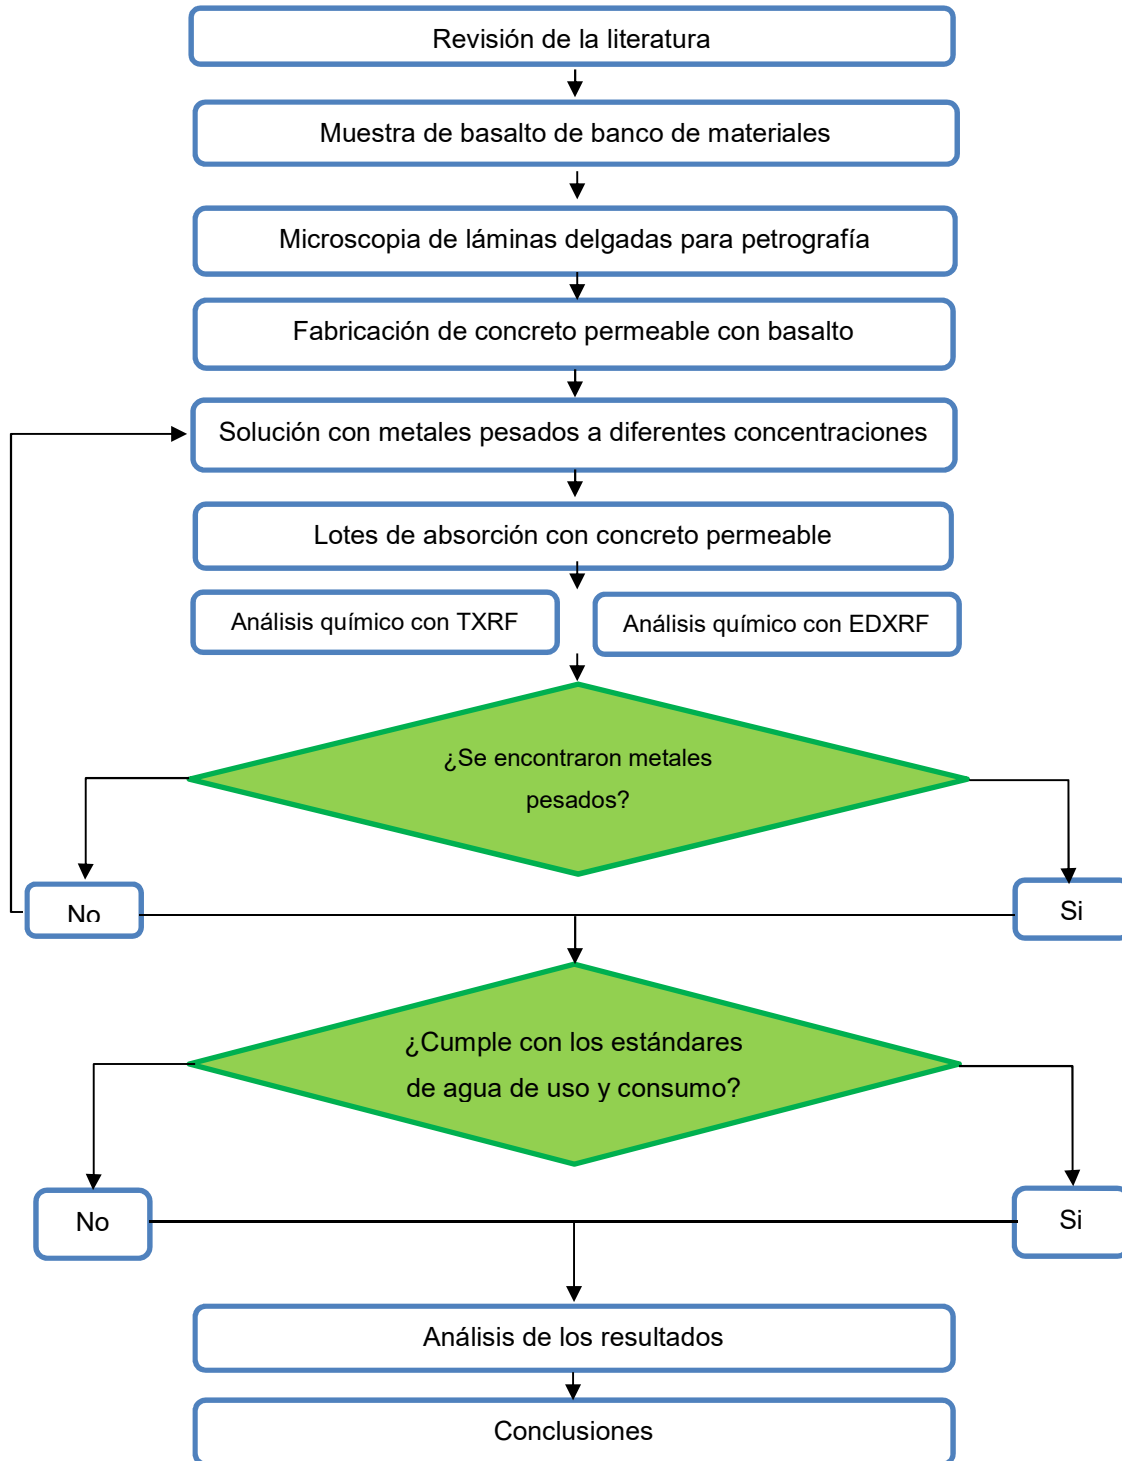 Revisión de la literatura
Muestra de basalto de banco de materiales
Microscopia de láminas delgadas para petrografía
Fabricación de concreto permeable con basalto
Solución con metales pesados a diferentes concentraciones
Lotes de absorción con concreto permeable
Análisis químico con TXRF
Análisis químico con EDXRF
¿Se encontraron metales
pesados?
No
Si
¿Cumple con los estándares
de agua de uso y consumo?
No
Si
Análisis de los resultados
Conclusiones